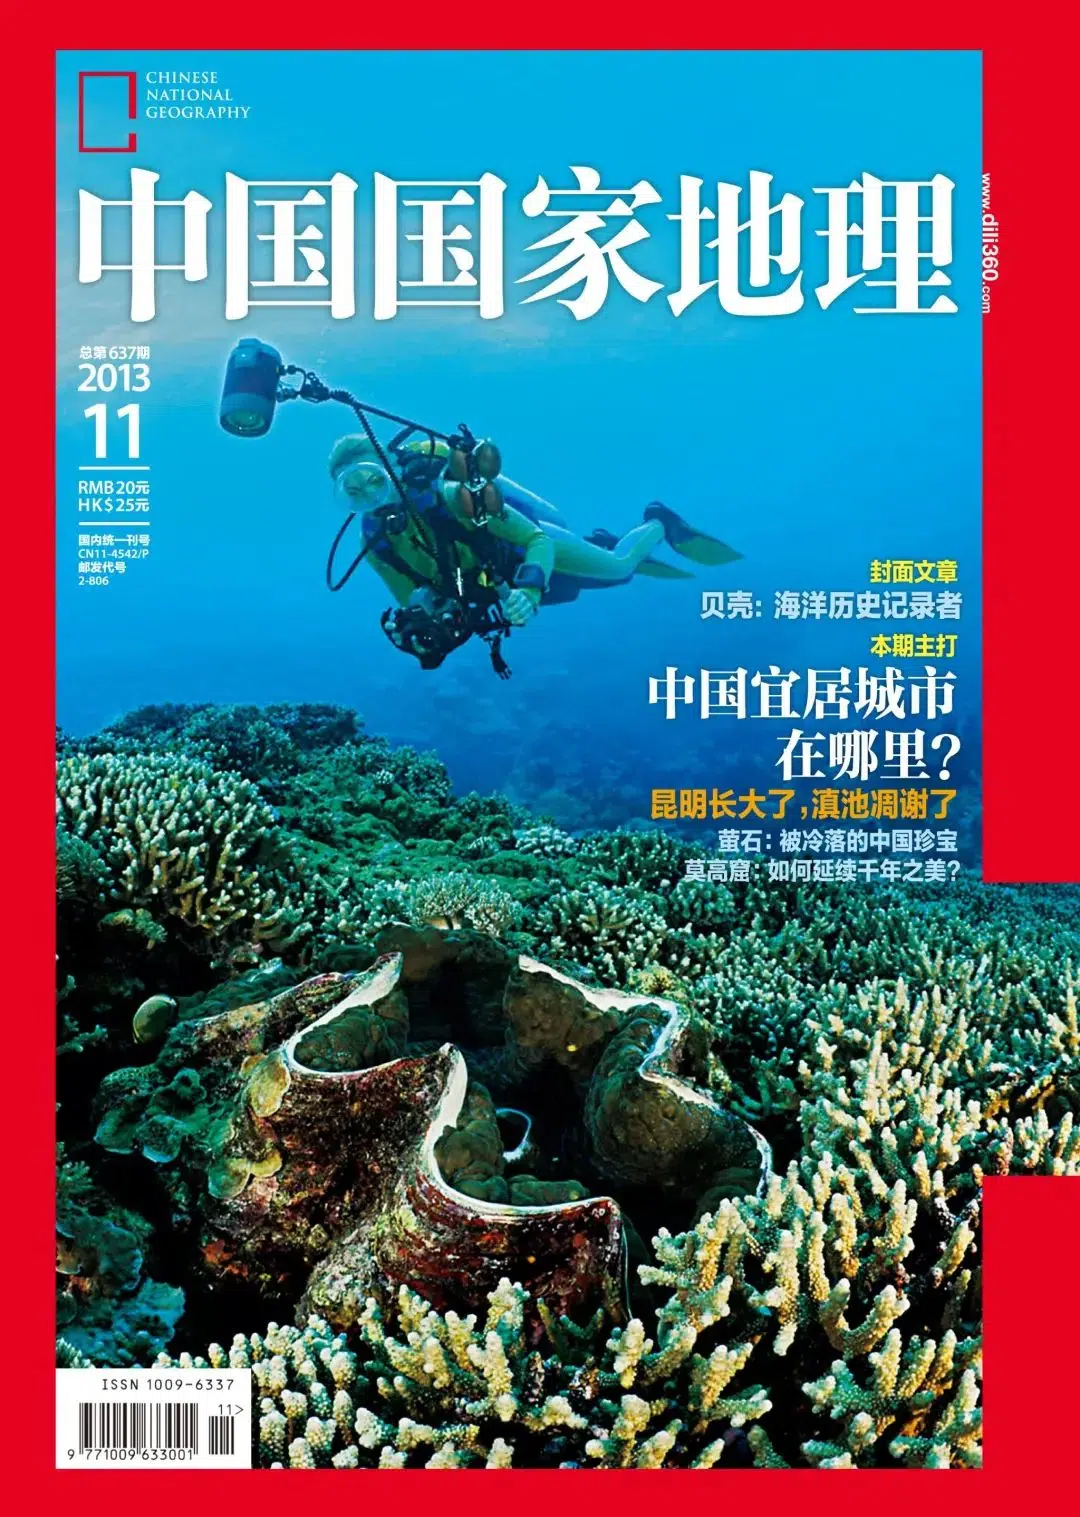 CHINESE
NATIONAL
GEOGRAPHY
中国国家地理
www.dili360.com
总第637期
2013
11
RMB20元
HK$25元
国内统一刊号
CN11-4542/P
邮发代号
2-806
封面文章
贝壳：海洋历史记录者
本期主打
中国宜居城市
在哪里？
昆明长大了，滇池凋谢了
萤石：被冷落的中国珍宝
莫高窟：如何延续千年之美？
ISSN 1009-6337
11>
9 771009 633001